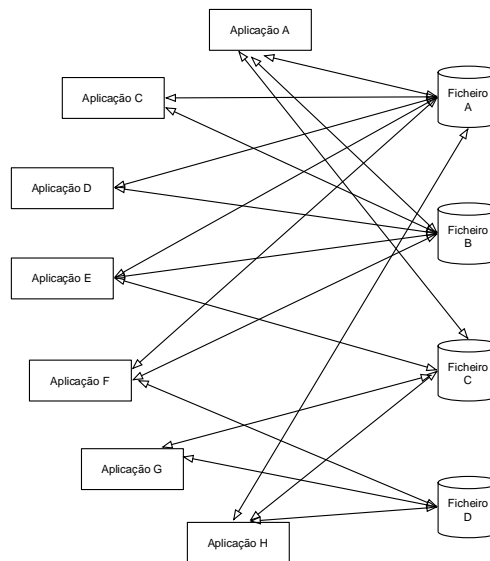 Aplicação A
Aplicação C
Ficheiro
A
Aplicação D
Ficheiro
B
Aplicação E
Ficheiro
C
Aplicação F
Aplicação G
Ficheiro
D
Aplicação H